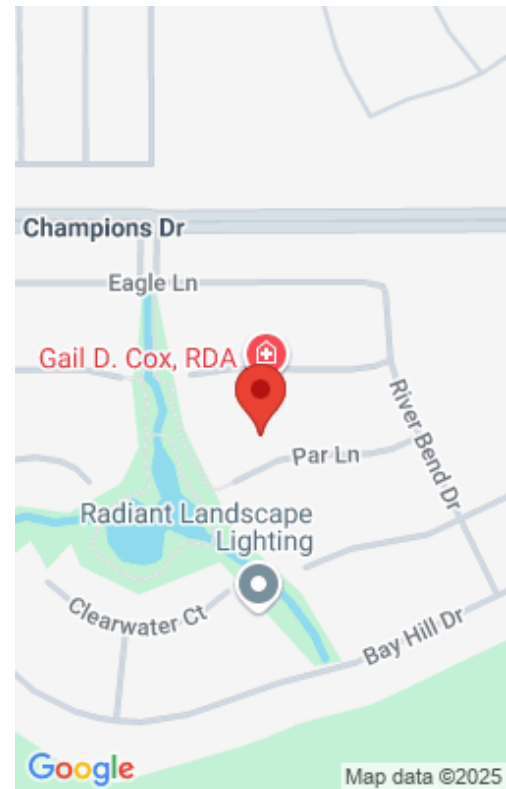 Champions Dr
Eagle Ln
Gail D. Cox, RDA
River Bend Dr
Par Ln
Radiant Landscape
Lighting
Clearwater Ct
Bay Hill Dr
Google
Map data ©2025